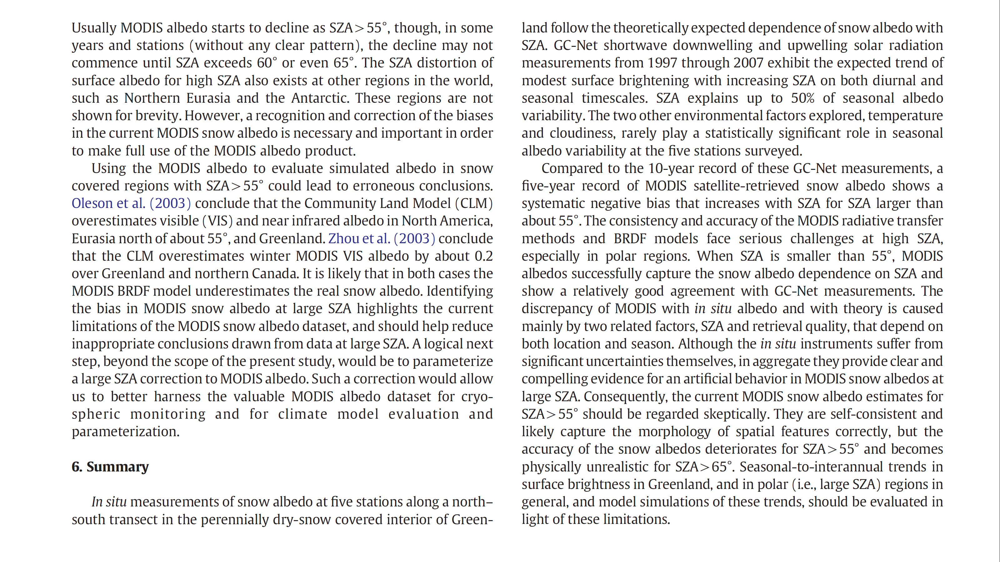 Usually MODIS albedo starts to decline as SZA>55°, though, in some
years and stations (without any clear pattern), the decline may not
commence until SZA exceeds 60° or even 65°. The SZA distortion of
surface albedo for high SZA also exists at other regions in the world,
such as Northern Eurasia and the Antarctic. These regions are not
shown for brevity. However, a recognition and correction of the biases
in the current MODIS snow albedo is necessary and important in order
to make full use of the MODIS albedo product.
Using the MODIS albedo to evaluate simulated albedo in snow
covered regions with SZA>55° could lead to erroneous conclusions.
Oleson et al. (2003) conclude that the Community Land Model (CLM)
overestimates visible (VIS) and near infrared albedo in North America,
Eurasia north of about 55°, and Greenland. Zhou et al. (2003) conclude
that the CLM overestimates winter MODIS VIS albedo by about 0.2
over Greenland and northern Canada. It is likely that in both cases the
MODIS BRDF model underestimates the real snow albedo. Identifying
the bias in MODIS snow albedo at large SZA highlights the current
limitations of the MODIS snow albedo dataset, and should help reduce
inappropriate conclusions drawn from data at large SZA. A logical next
step, beyond the scope of the present study, would be to parameterize
a large SZA correction to MODIS albedo. Such a correction would allow
us to better harness the valuable MODIS albedo dataset for cryo-
spheric monitoring and for climate model evaluation and
parameterization.
6. Summary
In situ measurements of snow albedo at five stations along a north–
south transect in the perennially dry-snow covered interior of Green-
land follow the theoretically expected dependence of snow albedo with
SZA. GC-Net shortwave downwelling and upwelling solar radiation
measurements from 1997 through 2007 exhibit the expected trend of
modest surface brightening with increasing SZA on both diurnal and
seasonal timescales. SZA explains up to 50% of seasonal albedo
variability. The two other environmental factors explored, temperature
and cloudiness, rarely play a statistically significant role in seasonal
albedo variability at the five stations surveyed.
Compared to the 10-year record of these GC-Net measurements, a
five-year record of MODIS satellite-retrieved snow albedo shows a
systematic negative bias that increases with SZA for SZA larger than
about 55°. The consistency and accuracy of the MODIS radiative transfer
methods and BRDF models face serious challenges at high SZA,
especially in polar regions. When SZA is smaller than 55°, MODIS
albedos successfully capture the snow albedo dependence on SZA and
show a relatively good agreement with GC-Net measurements. The
discrepancy of MODIS with in situ albedo and with theory is caused
mainly by two related factors, SZA and retrieval quality, that depend on
both location and season. Although the in situ instruments suffer from
significant uncertainties themselves, in aggregate they provide clear and
compelling evidence for an artificial behavior in MODIS snow albedos at
large SZA. Consequently, the current MODIS snow albedo estimates for
SZA>55° should be regarded skeptically. They are self-consistent and
likely capture the morphology of spatial features correctly, but the
accuracy of the snow albedos deteriorates for SZA>55° and becomes
physically unrealistic for SZA>65°. Seasonal-to-interannual trends in
surface brightness in Greenland, and in polar (i.e., large SZA) regions in
general, and model simulations of these trends, should be evaluated in
light of these limitations.